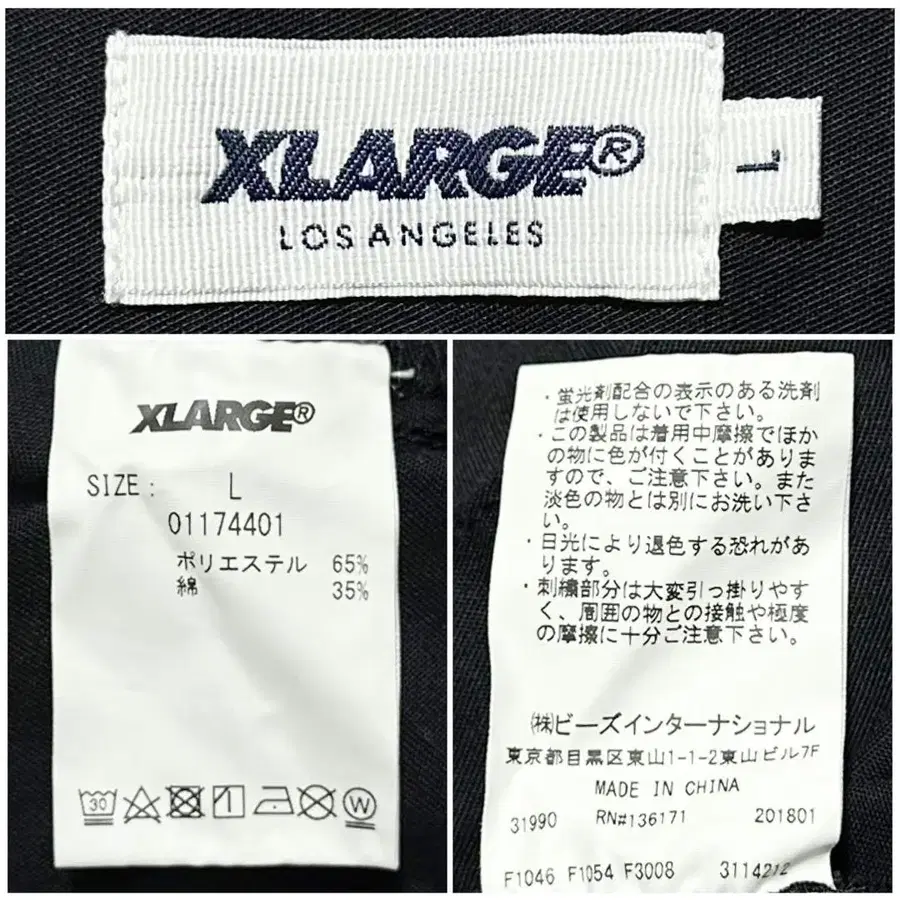 XLARGE®
LOS ANGELES
L
XLARGE®
SIZE: L
01174401
ポリエステル 65%
綿 35%
30
W
・蛍光剤配合の表示のある洗剤
は使用しないで下さい。
・この製品は着用中摩擦でほか
の物に色が付くことがありま
すので、ご注意下さい。また
淡色の物とは別にお洗い下さ
い。
・日光により退色する恐れがあ
ります。
・刺繍部分は大変引っ掛りやす
く、周囲の物との接触や極度
の摩擦に十分ご注意下さい。
㈱ビーズインターナショナル
東京都目黒区東山1-1-2東山ビル7F
MADE IN CHINA
31990 RN#136171 201801
F1046 F1054 F3008 3114212